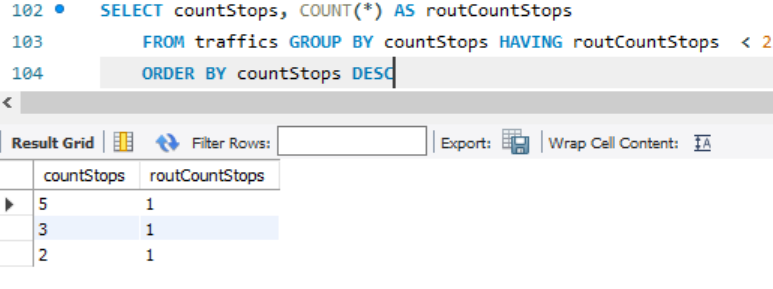 102 SELECT countStops, COUNT(*) AS routCountStops
103 FROM traffics GROUP BY countStops HAVING routCountStops < 2
104 ORDER BY countStops DESC
Result Grid Filter Rows: Export: Wrap Cell Content: IA
countStops routCountStops
5 1
3 1
2 1